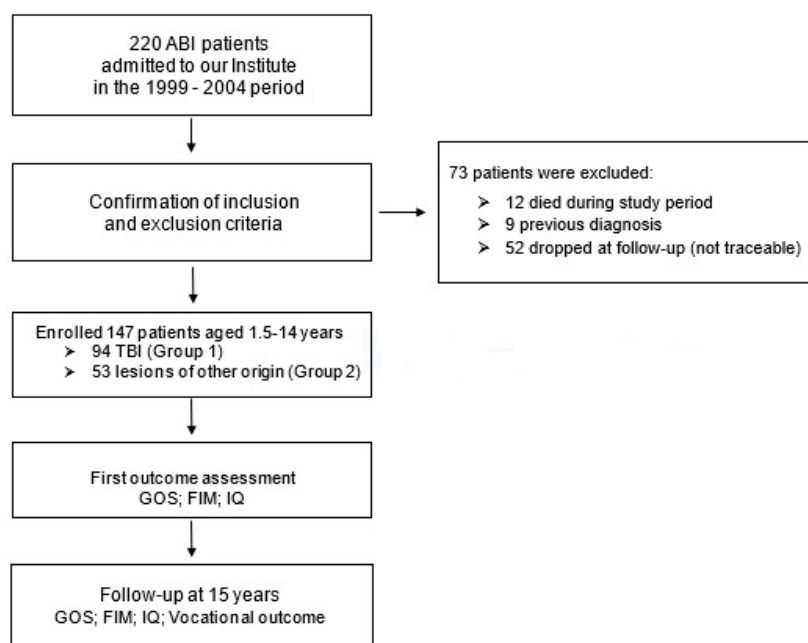 220 ABI patients
admitted to our Institute
in the 1999 - 2004 period
Confirmation of inclusion
and exclusion criteria
73 patients were excluded:
➢ 12 died during study period
➢ 9 previous diagnosis
➢ 52 dropped at follow-up (not traceable)
Enrolled 147 patients aged 1.5-14 years
➢ 94 TBI (Group 1)
➢ 53 lesions of other origin (Group 2)
First outcome assessment
GOS; FIM; IQ
Follow-up at 15 years
GOS; FIM; IQ; Vocational outcome